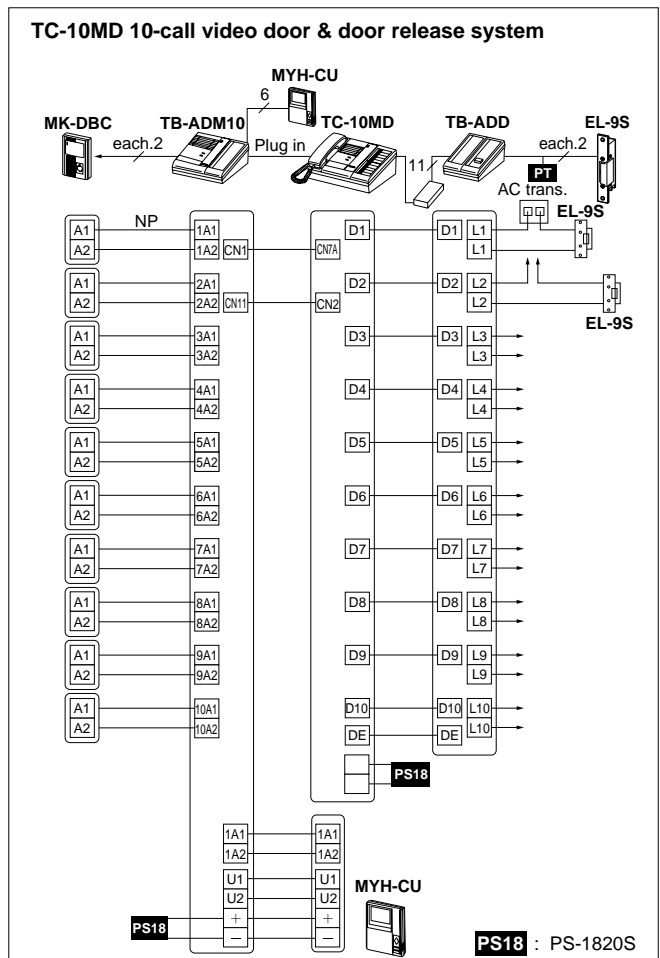 TC-10MD 10-call video door & door release system
MYH-CU
6
MK-DBC TB-ADM10 TC-10MD TB-ADD EL-9S
each.2 Plug in 11 each.2
PT
AC trans.
EL-9S
A1 NP 1A1 D1 D1 L1
A2 1A2 CN1 CN7A L1
A1 2A1 D2 D2 L2
A2 2A2 CN11 CN2 L2
EL-9S
A1 3A1 D3 D3 L3
A2 3A2 L3
A1 4A1 D4 D4 L4
A2 4A2 L4
A1 5A1 D5 D5 L5
A2 5A2 L5
A1 6A1 D6 D6 L6
A2 6A2 L6
A1 7A1 D7 D7 L7
A2 7A2 L7
A1 8A1 D8 D8 L8
A2 8A2 L8
A1 9A1 D9 D9 L9
A2 9A2 L9
A1 10A1 D10 D10 L10
A2 10A2 DE DE L10
PS18
1A1 1A1
1A2 1A2
U1 U1
U2 U2
MYH-CU
PS18 + +
− −
PS18 : PS-1820S